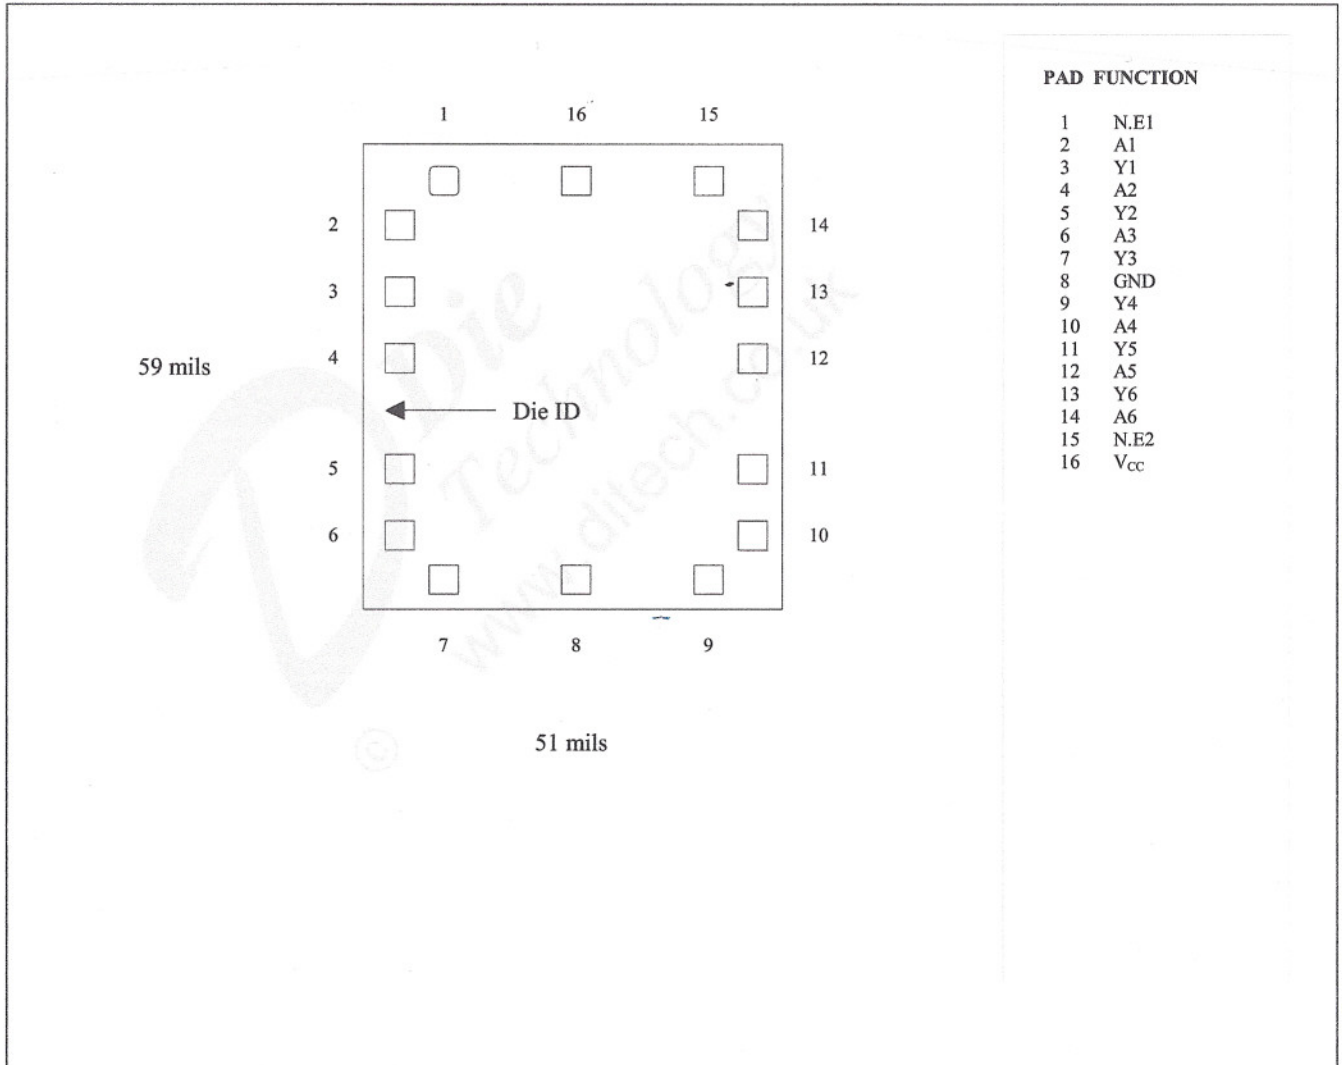 PAD FUNCTION
1 16 15
1 N.E1
2 A1
3 Y1
4 A2
5 Y2
6 A3
7 Y3
8 GND
9 Y4
10 A4
11 Y5
12 A5
13 Y6
14 A6
15 N.E2
16 VCC
2 14
3 13
4 12
59 mils
Die ID
5 11
6 10
7 8 9
51 mils
Die
Technology
www.ditech.co.uk
©